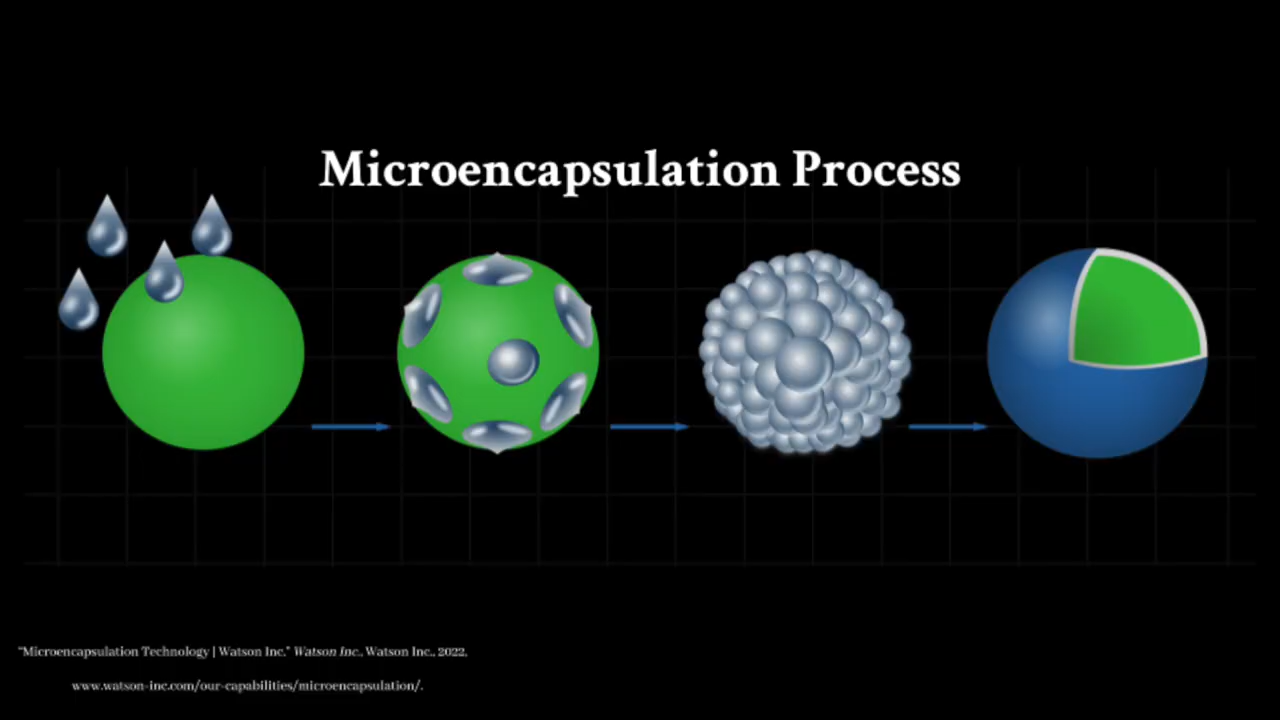 Microencapsulation Process
"Microencapsulation Technology | Watson Inc." Watson Inc., Watson Inc., 2022,
www.watson-inc.com/our-capabilities/microencapsulation/.